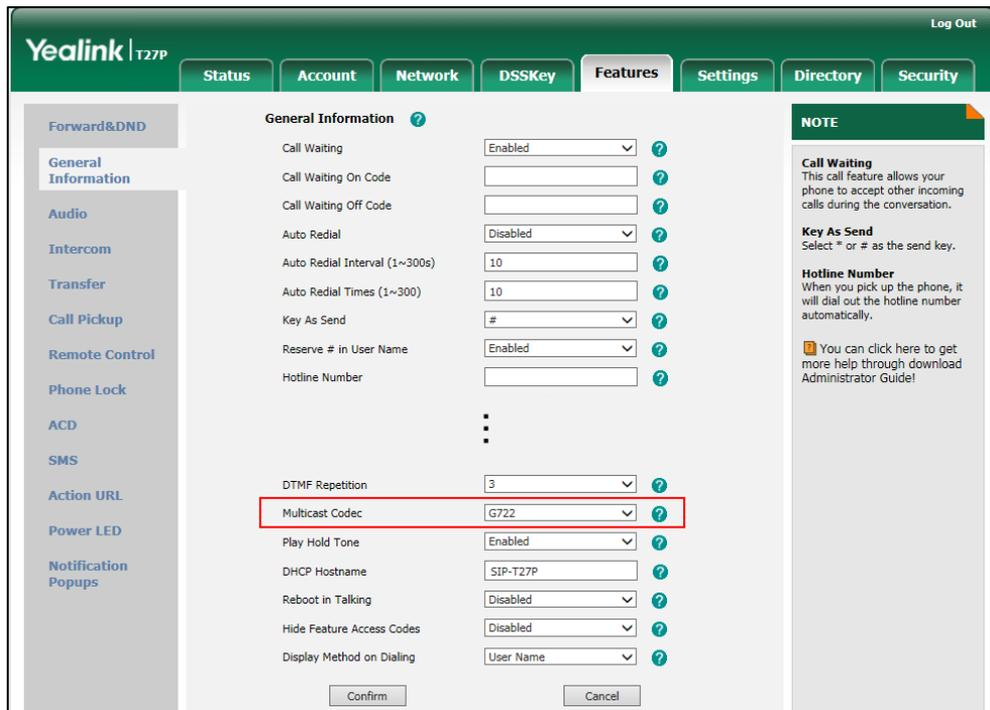 Log Out
Yealink | T27P
Status Account Network DSSKey Features Settings Directory Security
Forward&DND
General
Information
Audio
Intercom
Transfer
Call Pickup
Remote Control
Phone Lock
ACD
SMS
Action URL
Power LED
Notification
Popups
General Information ?
Call Waiting Enabled ?
Call Waiting On Code ?
Call Waiting Off Code ?
Auto Redial Disabled ?
Auto Redial Interval (1~300s) 10 ?
Auto Redial Times (1~300) 10 ?
Key As Send # ?
Reserve # in User Name Enabled ?
Hotline Number ?
DTMF Repetition 3 ?
Multicast Codec G722 ?
Play Hold Tone Enabled ?
DHCP Hostname SIP-T27P ?
Reboot in Talking Disabled ?
Hide Feature Access Codes Disabled ?
Display Method on Dialing User Name ?
Confirm Cancel
NOTE
Call Waiting
This call feature allows your
phone to accept other incoming
calls during the conversation.
Key As Send
Select * or # as the send key.
Hotline Number
When you pick up the phone, it
will dial out the hotline number
automatically.
? You can click here to get
more help through download
Administrator Guide!